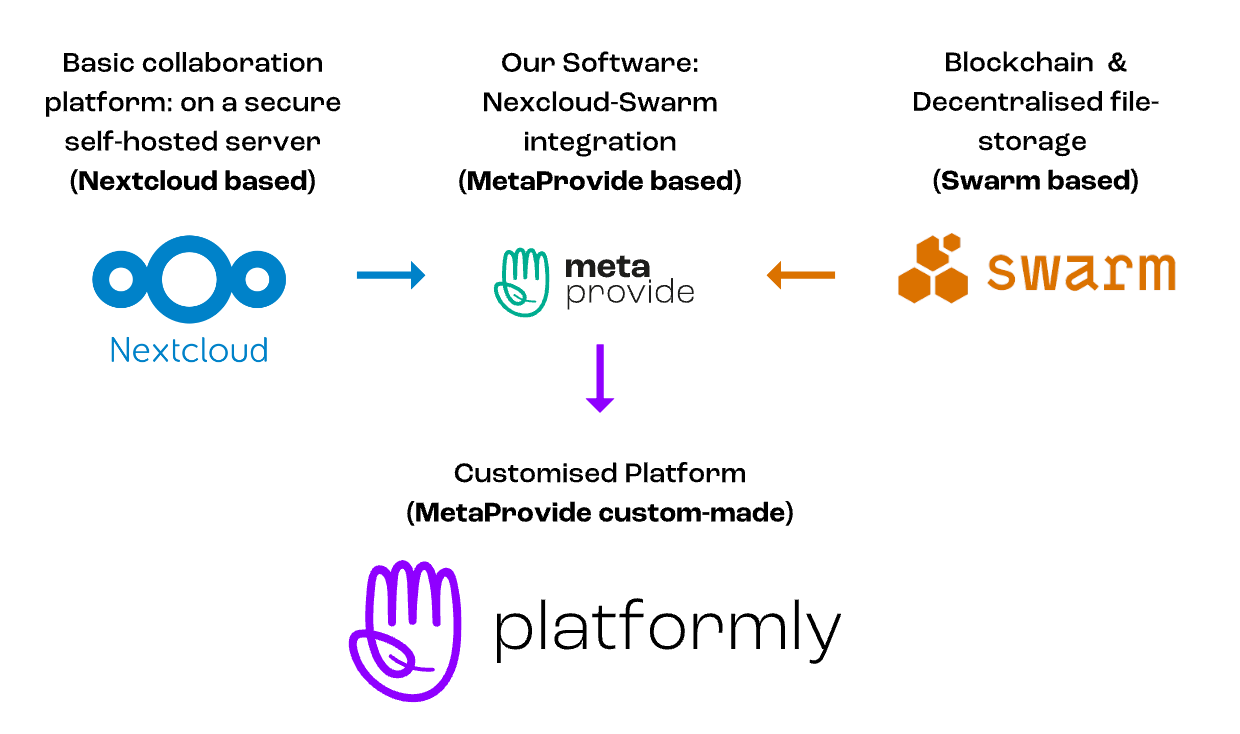 Basic collaboration
platform: on a secure
self-hosted server
(Nextcloud based)
Nextcloud
Our Software:
Nexcloud-Swarm
integration
(MetaProvide based)
meta
provide
Blockchain &
Decentralised file-
storage
(Swarm based)
swarm
Customised Platform
(MetaProvide custom-made)
platformly